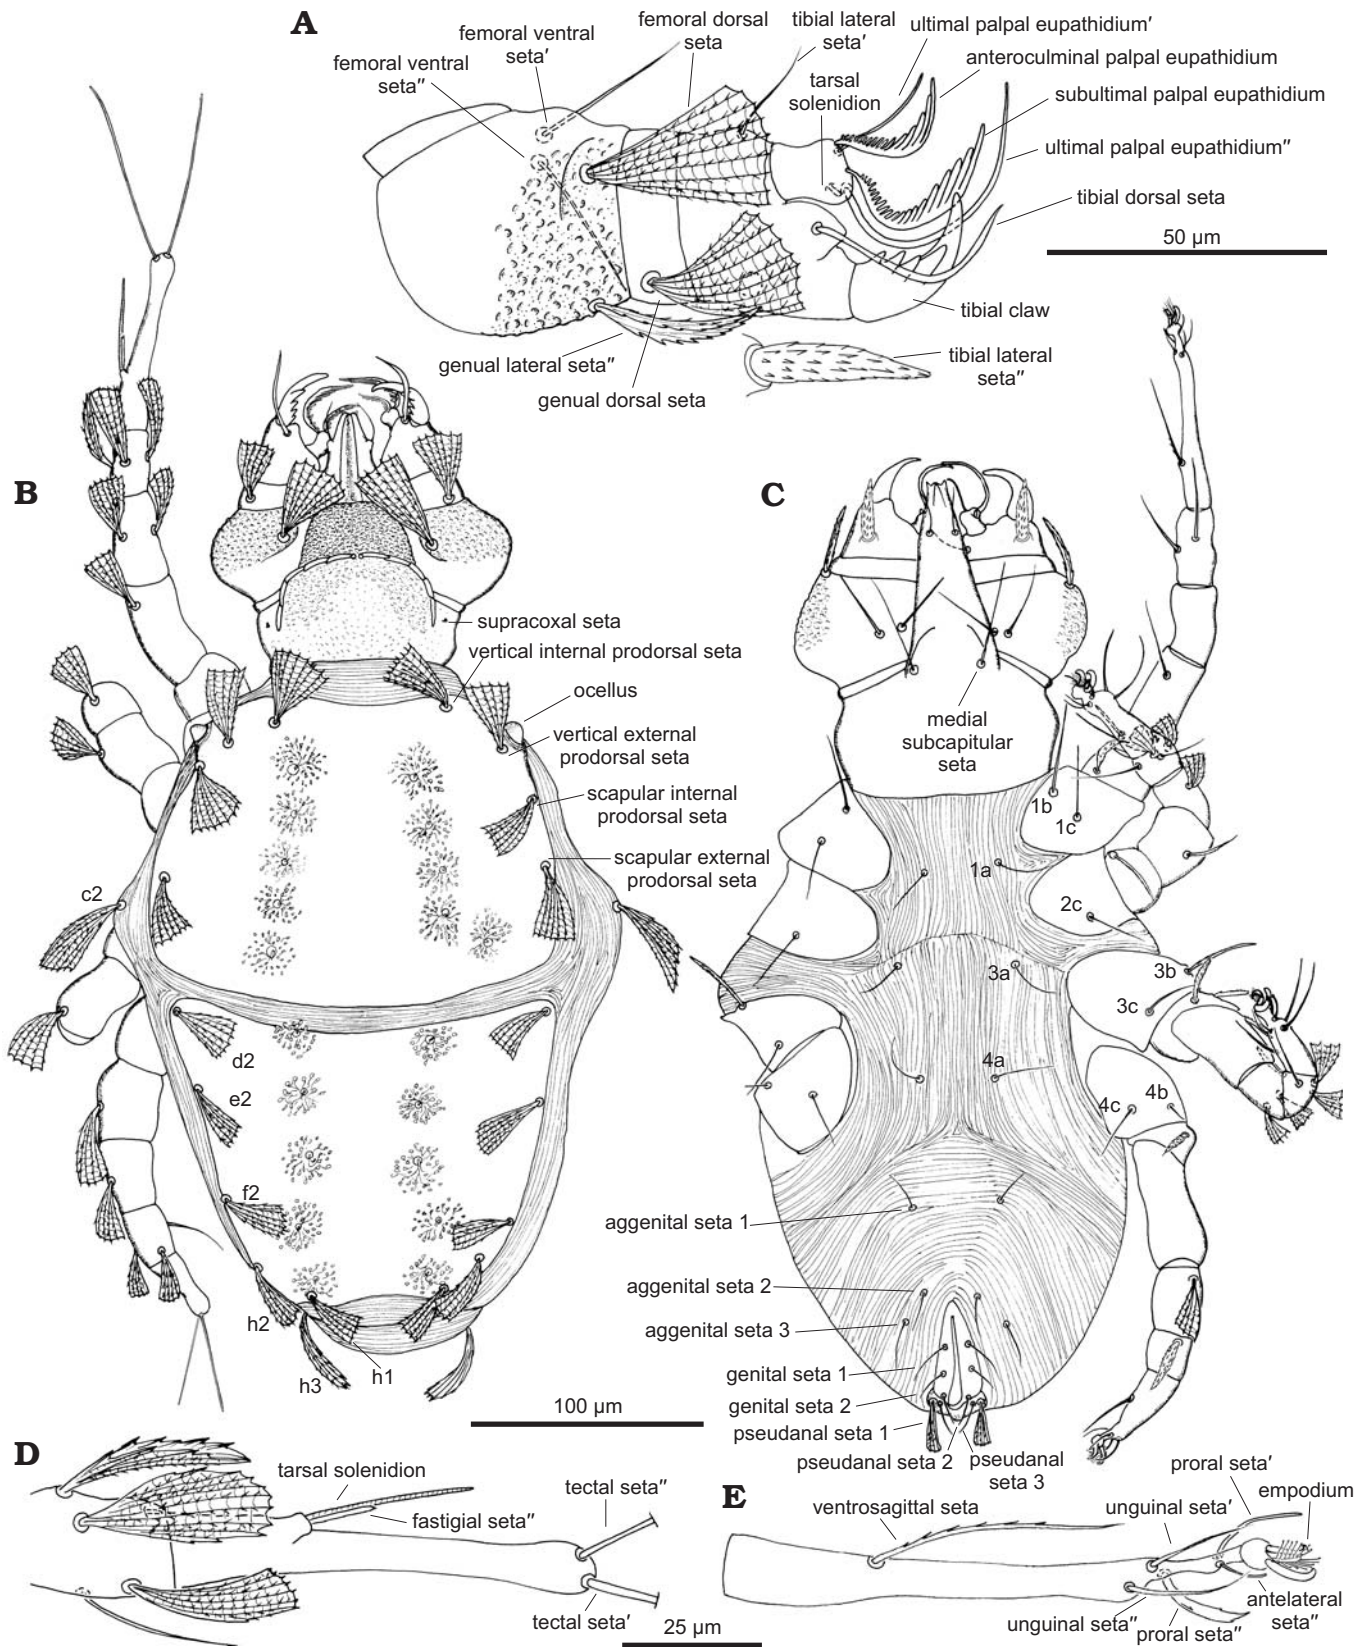 A
femoral ventral
seta′
femoral dorsal
seta
tibial lateral
seta′
ultimal palpal eupathidium′
femoral ventral
seta″
tarsal
solenidion
anteroculminal palpal eupathidium
subultimal palpal eupathidium
ultimal palpal eupathidium″
tibial dorsal seta
50 µm
tibial claw
genual lateral seta″
tibial lateral
seta″
genual dorsal seta
B
supracoxal seta
vertical internal prodorsal seta
ocellus
vertical external
prodorsal seta
scapular internal
prodorsal seta
scapular external
prodorsal seta
c2
d2
e2
f2
h2
h1
h3
100 µm
C
medial
subcapitular
seta
1b
1c
1a
2c
3a
3b
3c
4a
4c
4b
aggenital seta 1
aggenital seta 2
aggenital seta 3
genital seta 1
genital seta 2
pseudanal seta 1
pseudanal seta 2
pseudanal
seta 3
D
tarsal solenidion
fastigial seta″
tectal seta″
tectal seta′
25 µm
E
ventrosagittal seta
unguinal seta′
proral seta′
empodium
unguinal seta″
proral seta″
antelateral
seta″